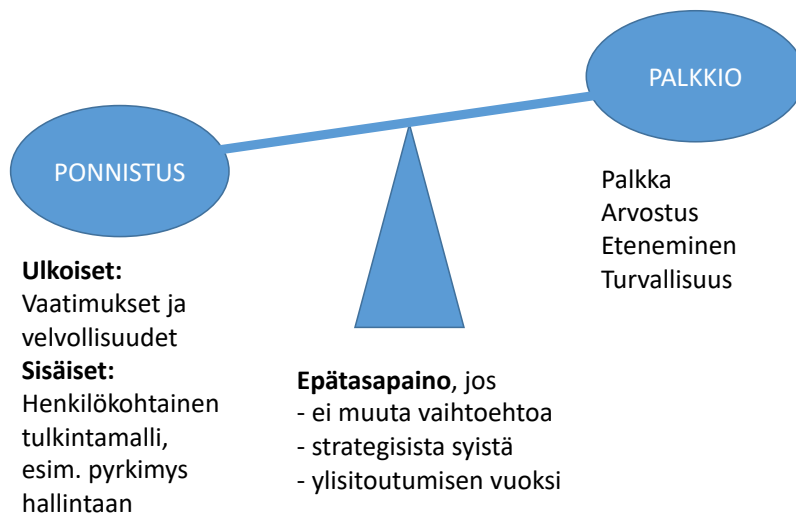 PALKKIO
PONNISTUS
Palkka
Arvostus
Eteneminen
Turvallisuus
Ulkoiset:
Vaatimukset ja
velvollisuudet
Sisäiset:
Henkilökohtainen
tulkintamalli,
esim. pyrkimys
hallintaan
Epätasapaino, jos
- ei muuta vaihtoehtoa
- strategisista syistä
- ylisitoutumisen vuoksi